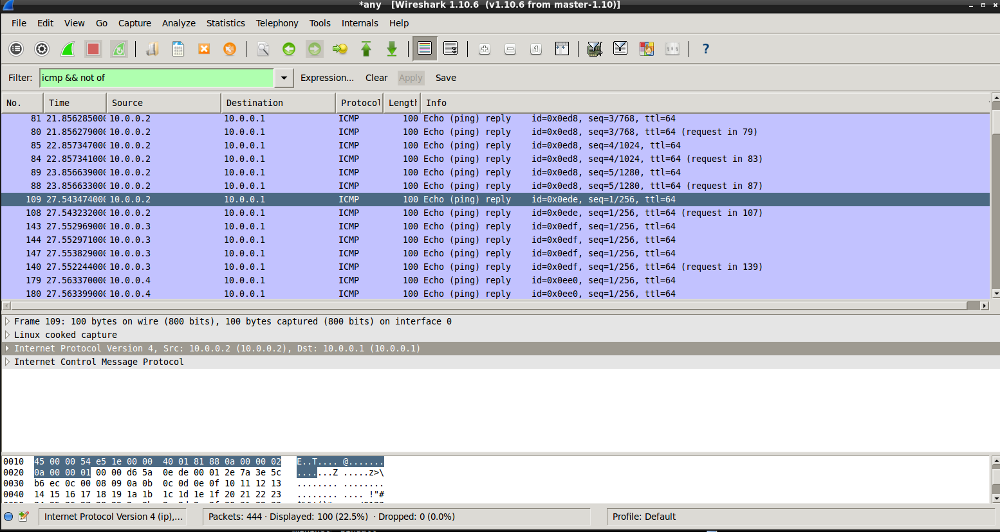 *any [Wireshark 1.10.6 (v1.10.6 from master-1.10)]
File Edit View Go Capture Analyze Statistics Telephony Tools Internals Help
Filter: icmp && not of Expression... Clear Apply Save
No. Time Source Destination Protocol Length Info
81 21.856285000 10.0.0.2 10.0.0.1 ICMP 100 Echo (ping) reply id=0x0ed8, seq=3/768, ttl=64
80 21.856279000 10.0.0.2 10.0.0.1 ICMP 100 Echo (ping) reply id=0x0ed8, seq=3/768, ttl=64 (request in 79)
85 22.857347000 10.0.0.2 10.0.0.1 ICMP 100 Echo (ping) reply id=0x0ed8, seq=4/1024, ttl=64
84 22.857341000 10.0.0.2 10.0.0.1 ICMP 100 Echo (ping) reply id=0x0ed8, seq=4/1024, ttl=64 (request in 83)
89 23.856639000 10.0.0.2 10.0.0.1 ICMP 100 Echo (ping) reply id=0x0ed8, seq=5/1280, ttl=64
88 23.856633000 10.0.0.2 10.0.0.1 ICMP 100 Echo (ping) reply id=0x0ed8, seq=5/1280, ttl=64 (request in 87)
109 27.543474000 10.0.0.2 10.0.0.1 ICMP 100 Echo (ping) reply id=0x0ede, seq=1/256, ttl=64
108 27.543232000 10.0.0.2 10.0.0.1 ICMP 100 Echo (ping) reply id=0x0ede, seq=1/256, ttl=64 (request in 107)
143 27.552969000 10.0.0.3 10.0.0.1 ICMP 100 Echo (ping) reply id=0x0edf, seq=1/256, ttl=64
144 27.552971000 10.0.0.3 10.0.0.1 ICMP 100 Echo (ping) reply id=0x0edf, seq=1/256, ttl=64
147 27.553829000 10.0.0.3 10.0.0.1 ICMP 100 Echo (ping) reply id=0x0edf, seq=1/256, ttl=64
140 27.552244000 10.0.0.3 10.0.0.1 ICMP 100 Echo (ping) reply id=0x0edf, seq=1/256, ttl=64 (request in 139)
179 27.563370000 10.0.0.4 10.0.0.1 ICMP 100 Echo (ping) reply id=0x0ee0, seq=1/256, ttl=64
180 27.563399000 10.0.0.4 10.0.0.1 ICMP 100 Echo (ping) reply id=0x0ee0, seq=1/256, ttl=64
Frame 109: 100 bytes on wire (800 bits), 100 bytes captured (800 bits) on interface 0
Linux cooked capture
Internet Protocol Version 4, Src: 10.0.0.2 (10.0.0.2), Dst: 10.0.0.1 (10.0.0.1)
Internet Control Message Protocol
0010 45 00 00 54 e5 1e 00 00 40 01 81 88 0a 00 00 02 E..T.... @.......
0020 0a 00 00 01 00 00 d6 5a 0e de 00 01 2e 7a 3e 5c .......Z .....z>\
0030 b6 ec 0c 00 08 09 0a 0b 0c 0d 0e 0f 10 11 12 13 ........ ........
0040 14 15 16 17 18 19 1a 1b 1c 1d 1e 1f 20 21 22 23 ........ .... !"#
Internet Protocol Version 4 (ip),... Packets: 444 · Displayed: 100 (22.5%) · Dropped: 0 (0.0%) Profile: Default